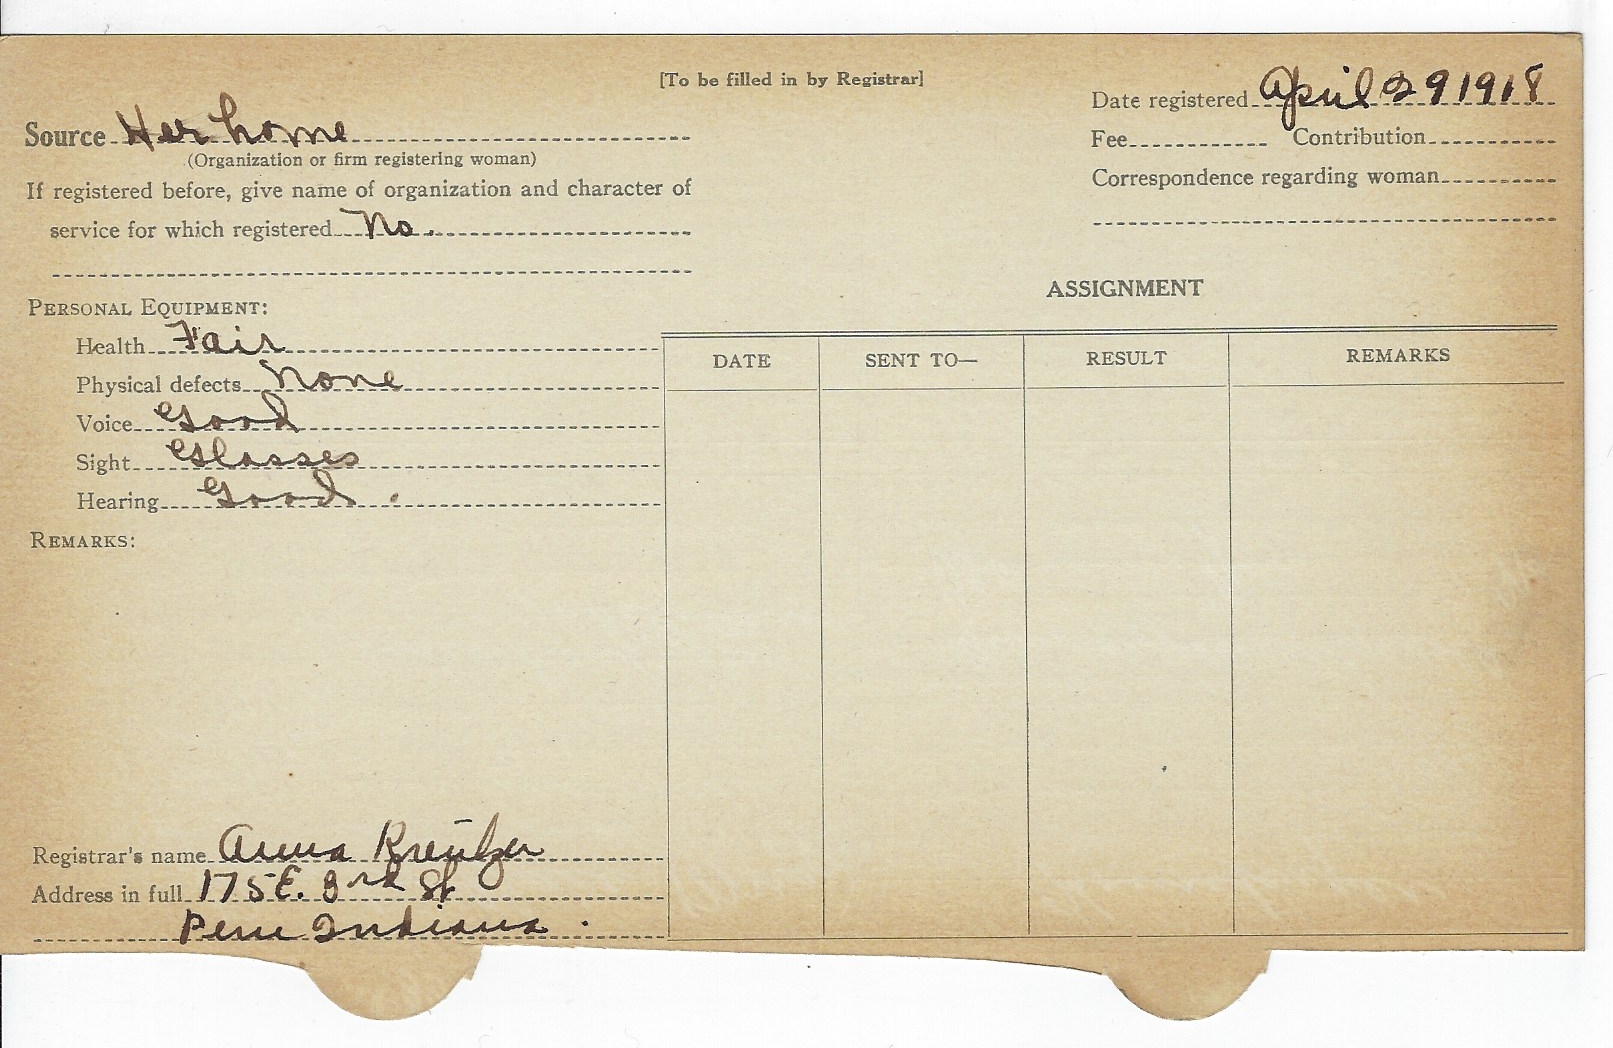 [To be filled in by Registrar]
Date registered April 29 1918
Source Her home
(Organization or firm registering woman)
Fee Contribution
If registered before, give name of organization and character of
service for which registered No.
Correspondence regarding woman
PERSONAL EQUIPMENT:
Health Fair
Physical defects None
Voice Good
Sight Glasses
Hearing Good.
REMARKS:
ASSIGNMENT
DATE SENT TO— RESULT REMARKS
Registrar's name Anna Kreutzer
Address in full 175 E. 3rd St
Peru Indiana.